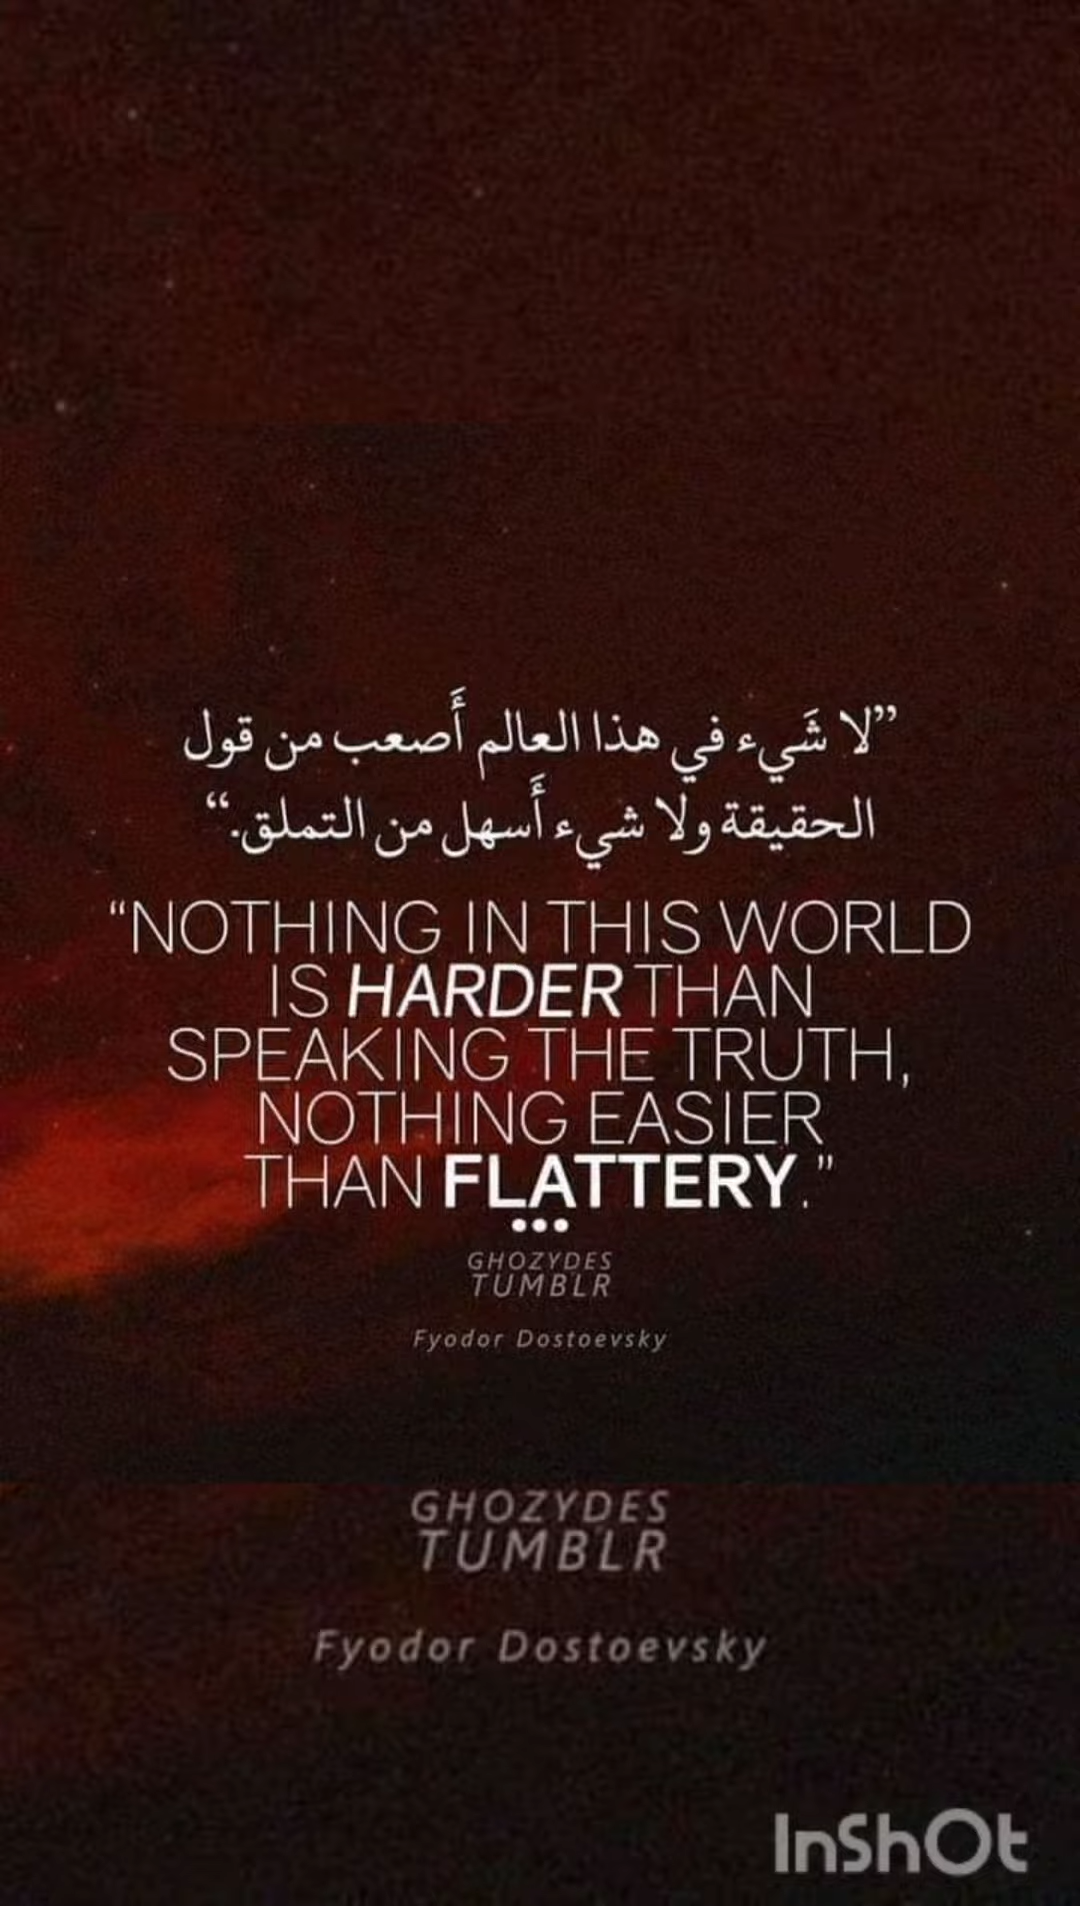 ”لا شَيء في هذا العالم أَصعب من قول
الحقيقة ولا شيء أَسهل من التملق.“
“NOTHING IN THIS WORLD
IS HARDER THAN
SPEAKING THE TRUTH,
NOTHING EASIER
THAN FLATTERY.”
•••
GHOZYDES
TUMBLR
Fyodor Dostoevsky
GHOZYDES
TUMBLR
Fyodor Dostoevsky
InShOt